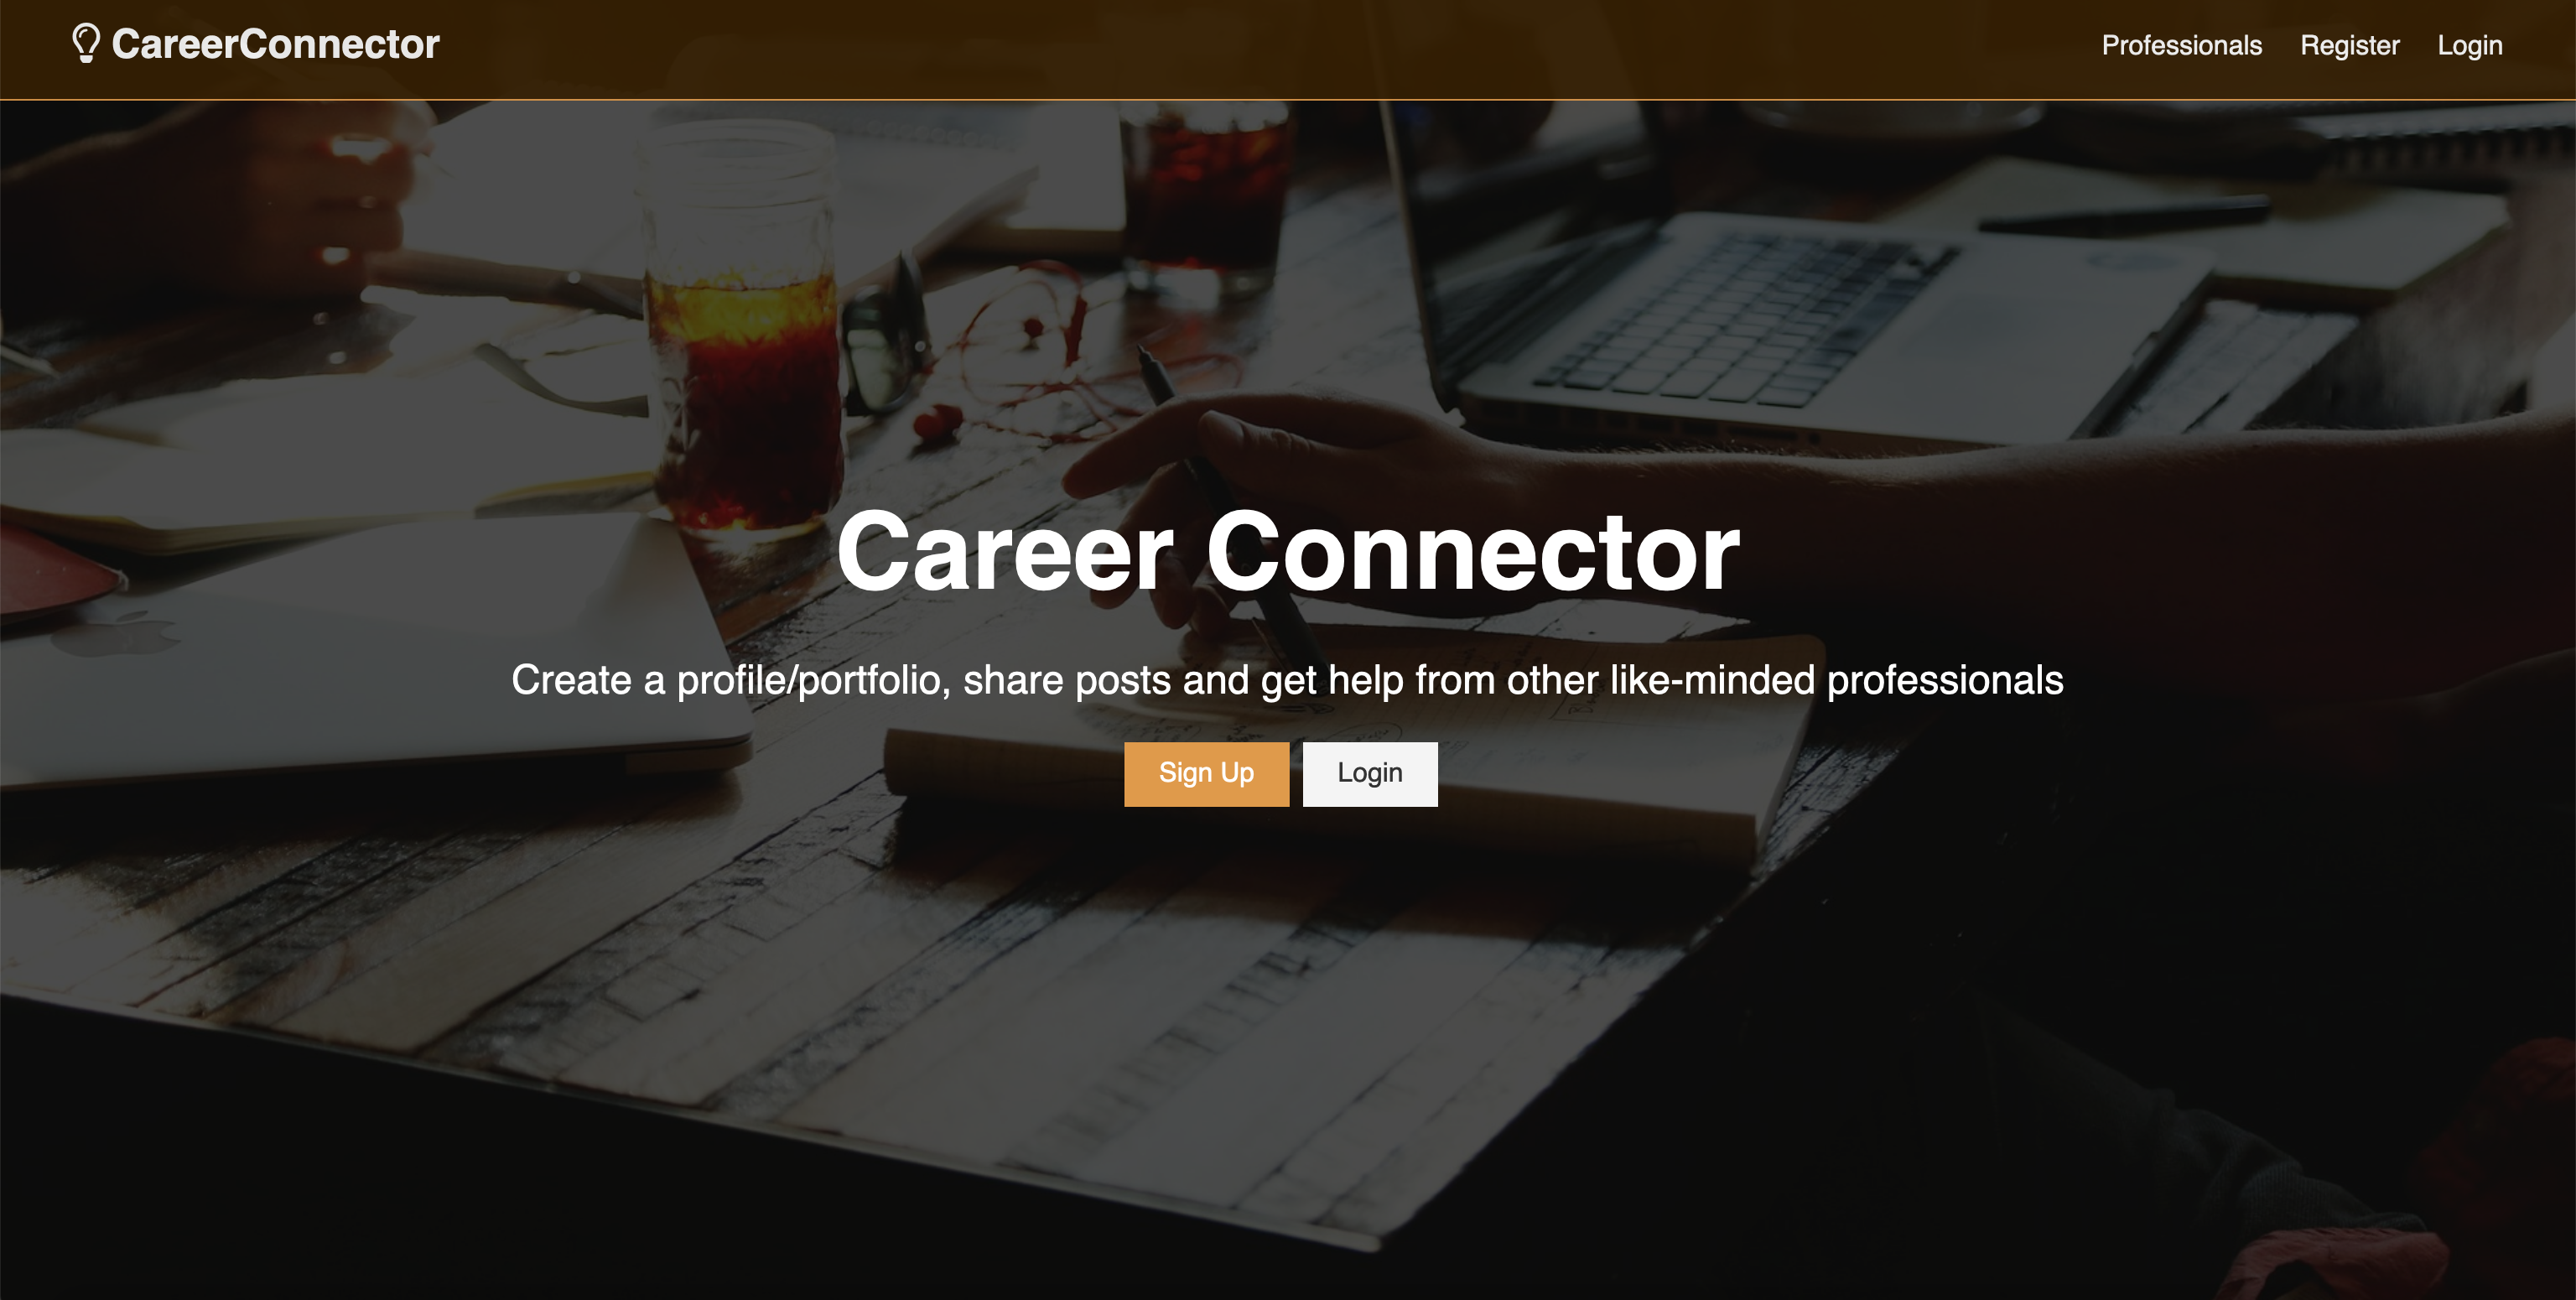 CareerConnector
Professionals Register Login
Career Connector
Create a profile/portfolio, share posts and get help from other like-minded professionals
Sign Up Login